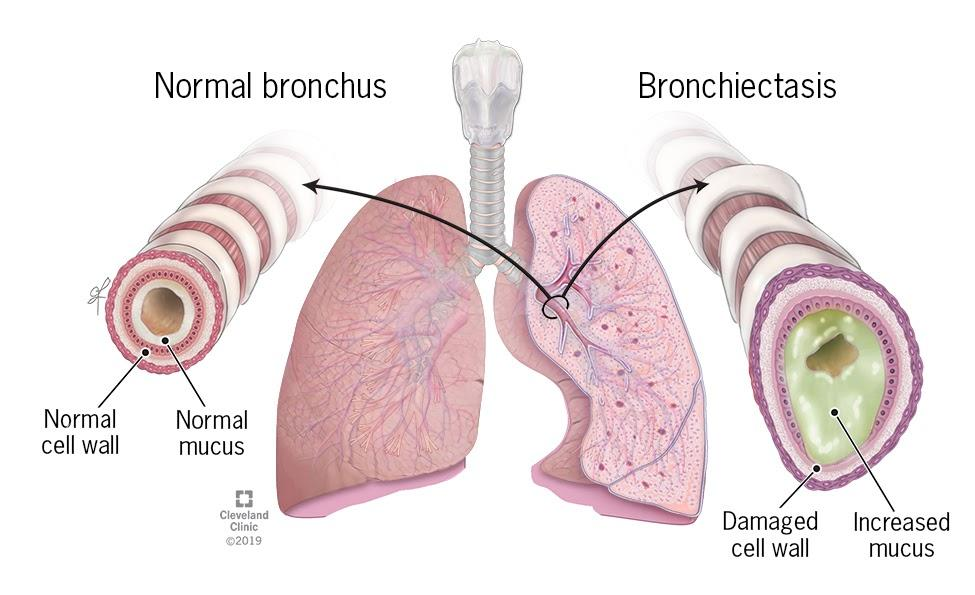 Normal bronchus
Bronchiectasis
Normal
cell wall
Normal
mucus
Cleveland
Clinic
©2019
Damaged
cell wall
Increased
mucus